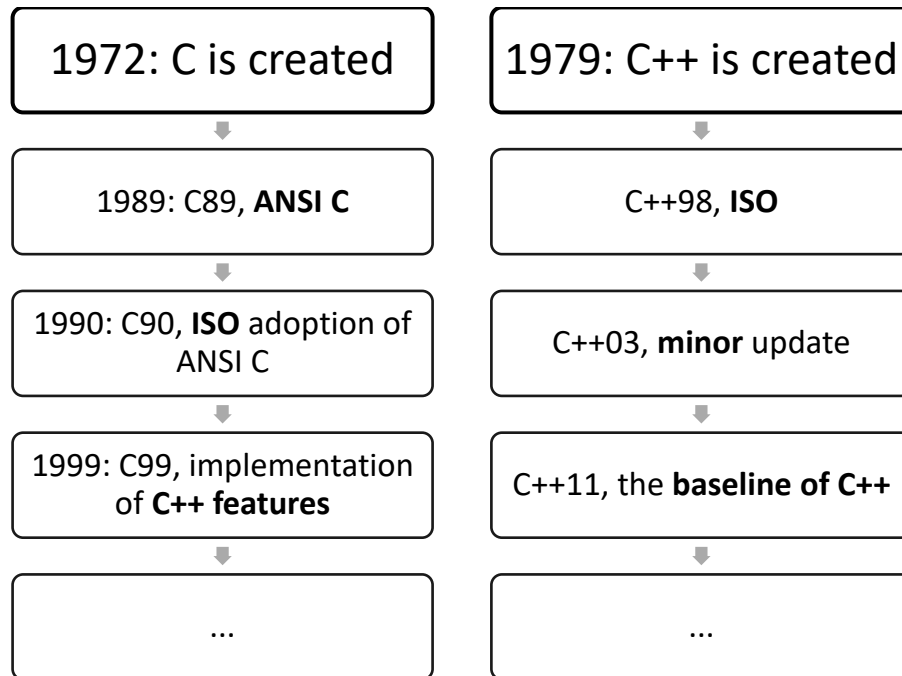 1972: C is created
1989: C89, ANSI C
1990: C90, ISO adoption of
ANSI C
1999: C99, implementation
of C++ features
...
1979: C++ is created
C++98, ISO
C++03, minor update
C++11, the baseline of C++
...